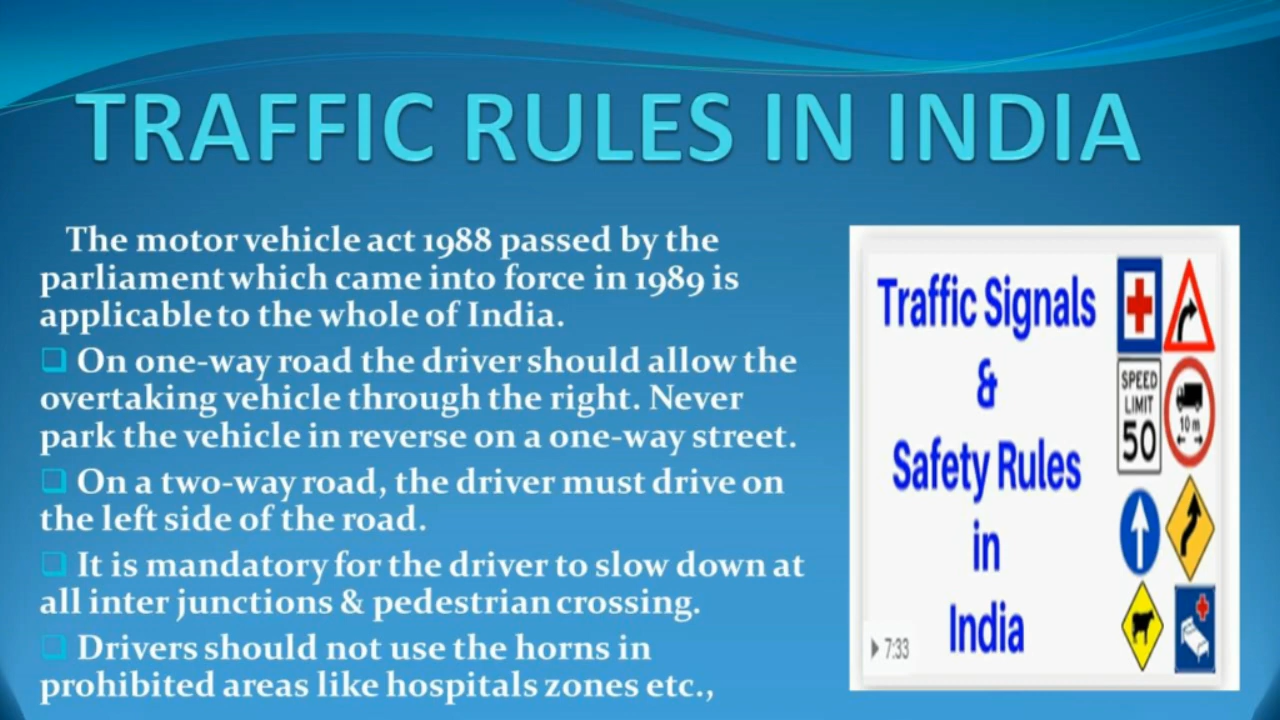 TRAFFIC RULES IN INDIA
The motor vehicle act 1988 passed by the
parliament which came into force in 1989 is
applicable to the whole of India.
On one-way road the driver should allow the
overtaking vehicle through the right. Never
park the vehicle in reverse on a one-way street.
On a two-way road, the driver must drive on
the left side of the road.
It is mandatory for the driver to slow down at
all inter junctions & pedestrian crossing.
Drivers should not use the horns in
prohibited areas like hospitals zones etc.,
Traffic Signals
&
Safety Rules
in
India
7:33
SPEED
LIMIT
50
10 m